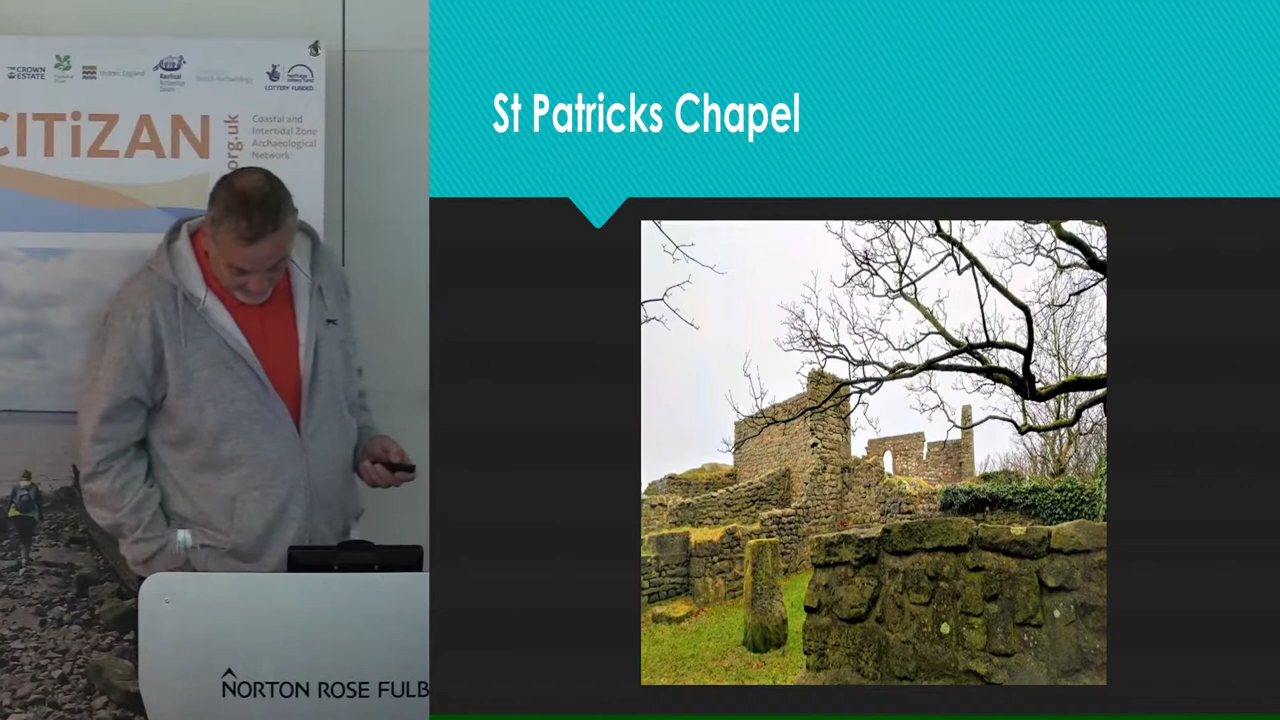 THE CROWN ESTATE
Historic England
LOTTERY FUNDED
CITiZAN
org.uk
Coastal and
Intertidal Zone
Archaeological
Network
St Patricks Chapel
NORTON ROSE FULB